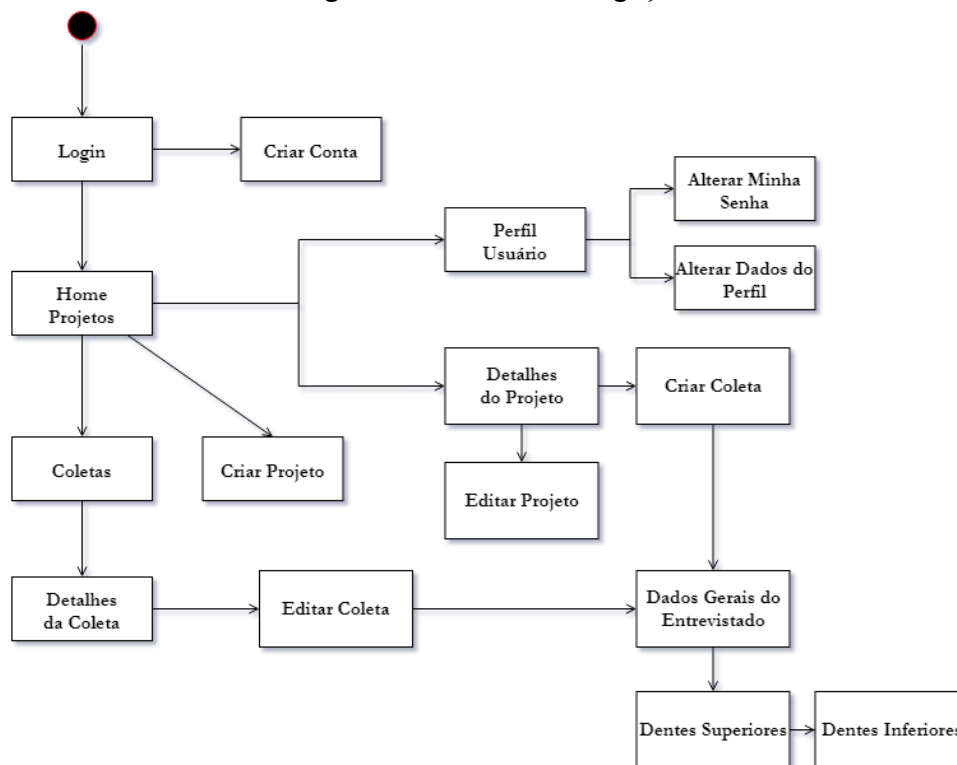 Login
Criar Conta
Alterar Minha
Senha
Perfil
Usuário
Alterar Dados do
Perfil
Home
Projetos
Detalhes
do Projeto
Criar Coleta
Coletas
Criar Projeto
Editar Projeto
Detalhes
da Coleta
Editar Coleta
Dados Gerais do
Entrevistado
Dentes Superiores
Dentes Inferiores